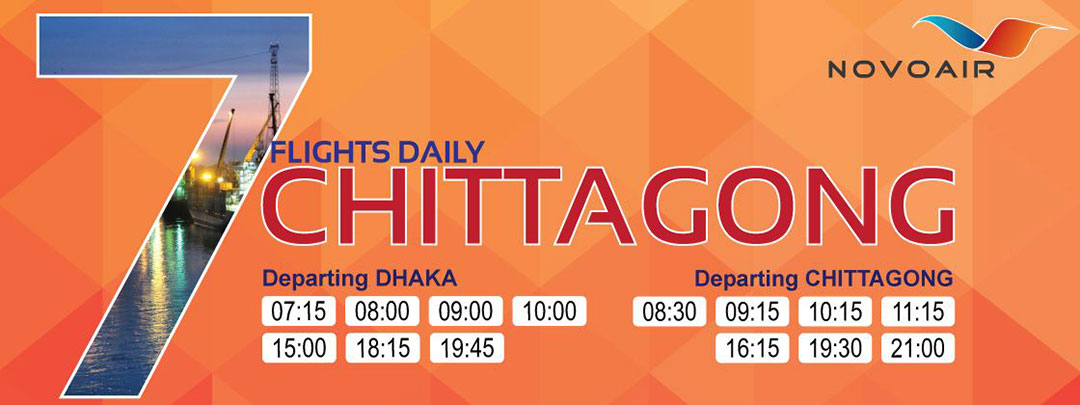 7
NOVOAIR
FLIGHTS DAILY
CHITTAGONG
Departing DHAKA
07:15 08:00 09:00 10:00
15:00 18:15 19:45
Departing CHITTAGONG
08:30 09:15 10:15 11:15
16:15 19:30 21:00